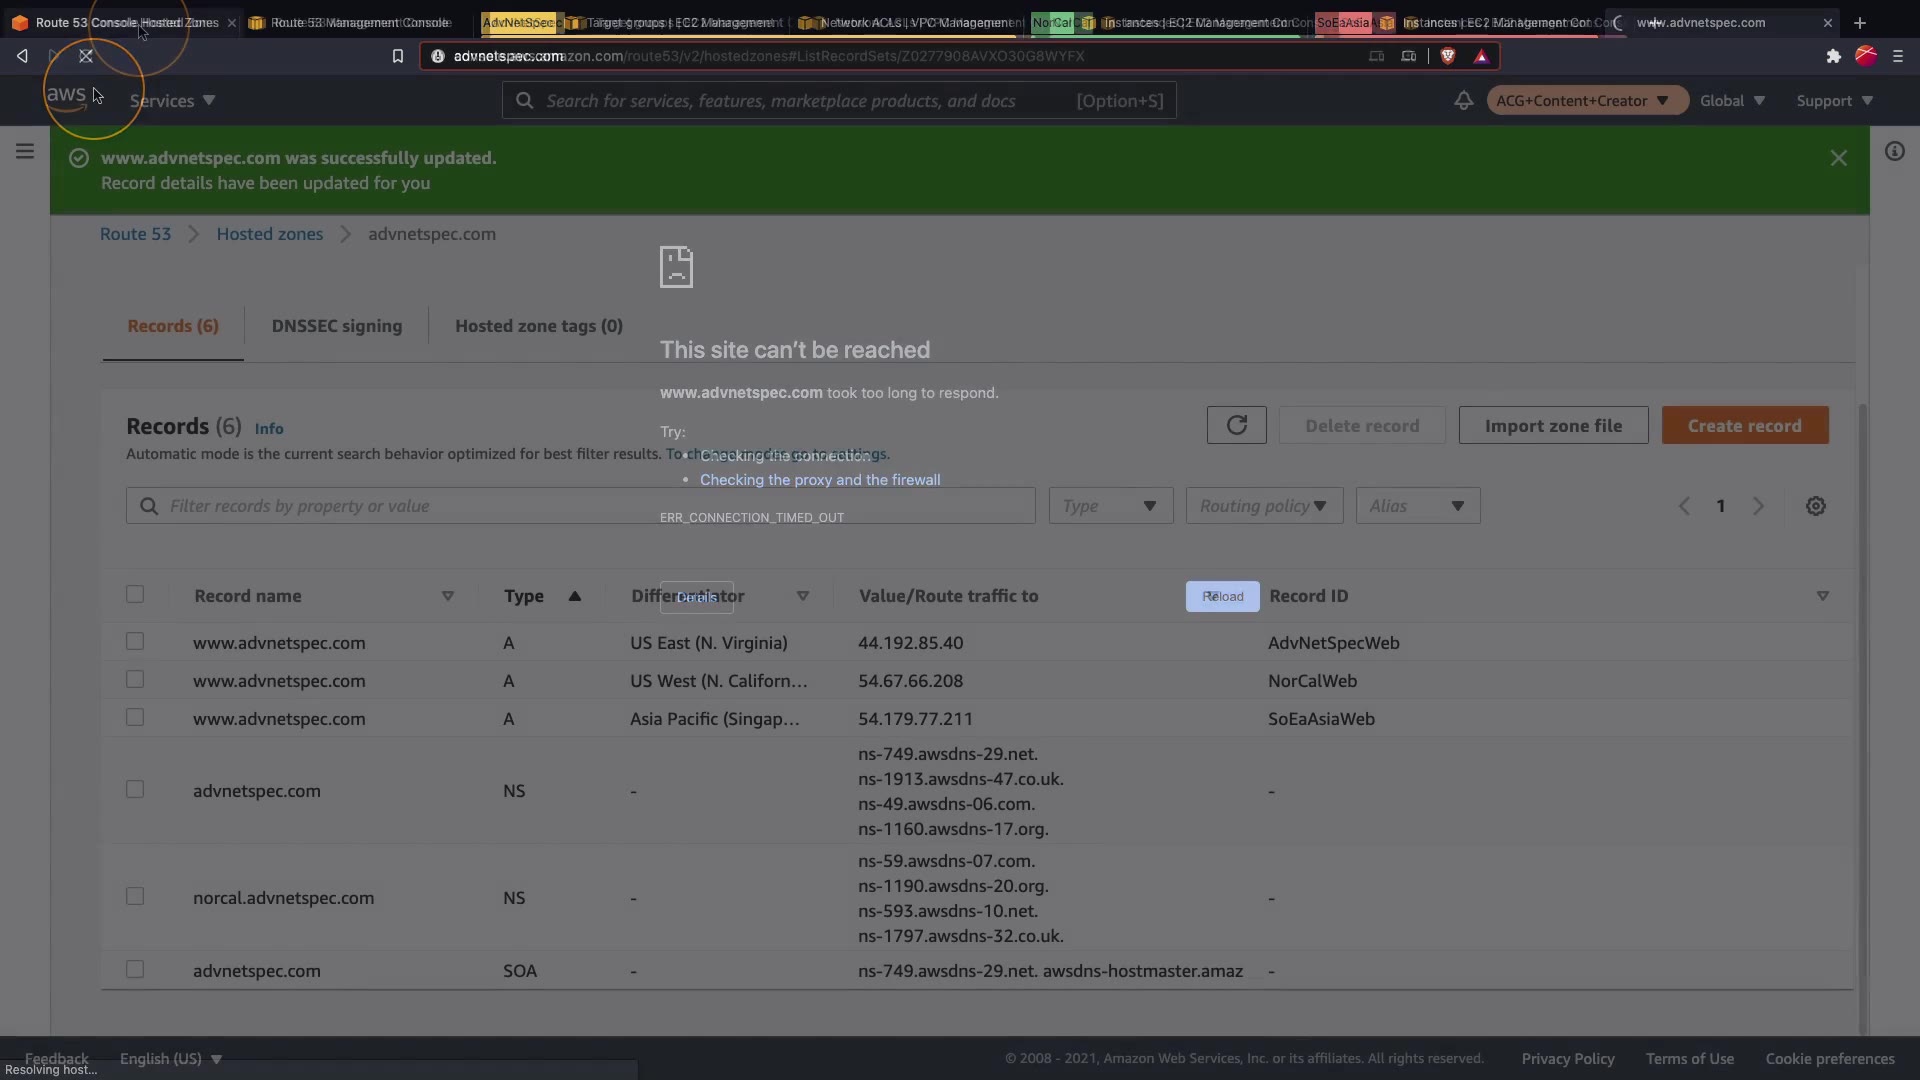 Route 53 Console Hosted Zones
Route 53 Management Console
AdvNetSpec
Target groups | EC2 Management
Network ACLs | VPC Management
NorCal
Instances | EC2 Management Con
SoEaAsia
Instances | EC2 Management Con
www.advnetspec.com
advnetspec.com
amazon.com/route53/v2/hostedzones#ListRecordSets/Z0277908AVXO30G8WYFX
aws
Services
Search for services, features, marketplace products, and docs
[Option+S]
ACG+Content+Creator
Global
Support
www.advnetspec.com was successfully updated.
Record details have been updated for you
Route 53
Hosted zones
advnetspec.com
Records (6)
DNSSEC signing
Hosted zone tags (0)
This site can't be reached
www.advnetspec.com took too long to respond.
Try:
• Checking the connection
• Checking the proxy and the firewall
ERR_CONNECTION_TIMED_OUT
Details
Reload
Records (6) Info
Automatic mode is the current search behavior optimized for best filter results. To change modes go to settings.
Delete record
Import zone file
Create record
Filter records by property or value
Type
Routing policy
Alias
1
Record name
Type
Differentiator
Value/Route traffic to
Record ID
www.advnetspec.com A US East (N. Virginia) 44.192.85.40 AdvNetSpecWeb
www.advnetspec.com A US West (N. Californ... 54.67.66.208 NorCalWeb
www.advnetspec.com A Asia Pacific (Singap... 54.179.77.211 SoEaAsiaWeb
ns-749.awsdns-29.net.
ns-1913.awsdns-47.co.uk.
advnetspec.com NS - -
ns-49.awsdns-06.com.
ns-1160.awsdns-17.org.
ns-59.awsdns-07.com.
ns-1190.awsdns-20.org.
norcal.advnetspec.com NS - -
ns-593.awsdns-10.net.
ns-1797.awsdns-32.co.uk.
advnetspec.com SOA - ns-749.awsdns-29.net. awsdns-hostmaster.amaz -
Feedback
English (US)
© 2008 - 2021, Amazon Web Services, Inc. or its affiliates. All rights reserved.
Privacy Policy
Terms of Use
Cookie preferences
Resolving host...